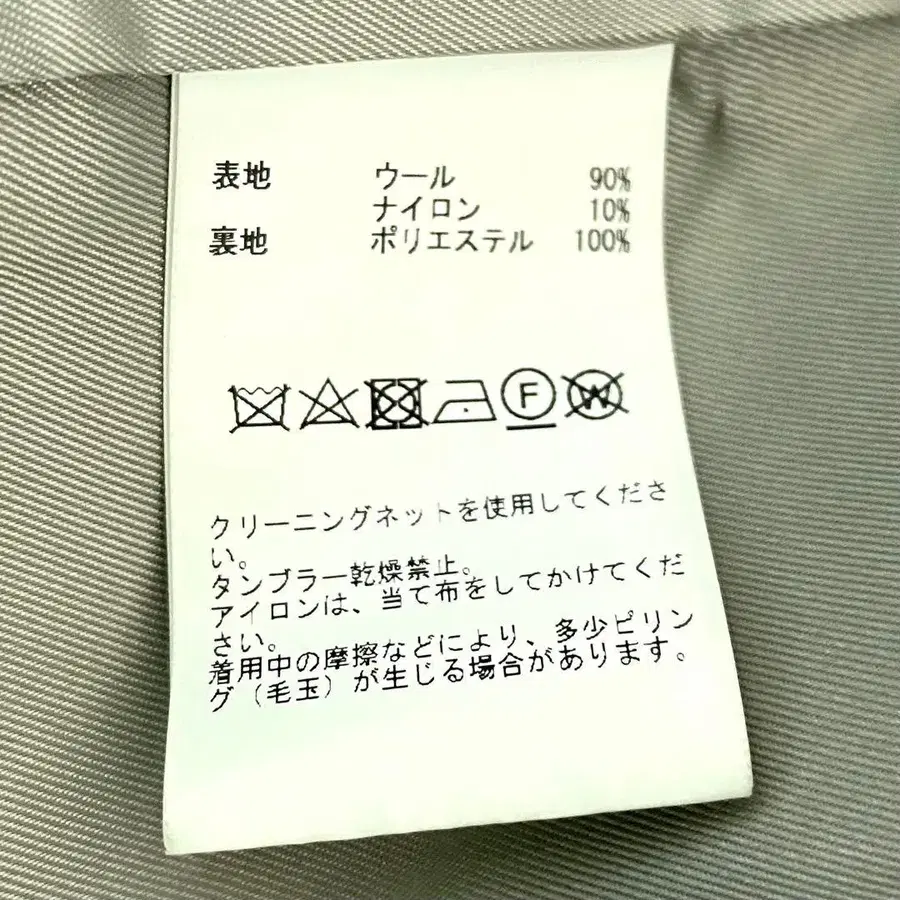 表地 ウール 90%
ナイロン 10%
裏地 ポリエステル 100%
F W
クリーニングネットを使用してくださ
い。
タンブラー乾燥禁止。
アイロンは、当て布をしてかけてくだ
さい。
着用中の摩擦などにより、多少ピリン
グ(毛玉)が生じる場合があります。